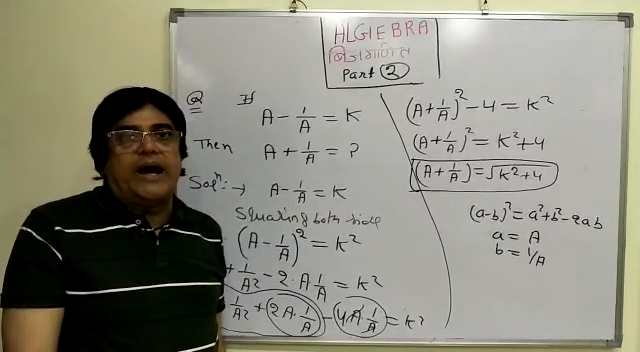 ALGIEBRA
बिजगणित
Part 2
Q If
A - 1/A = K
Then A + 1/A = ?
Solⁿ :→ A - 1/A = K
Squaring both side
(A - 1/A)² = K²
+ 1/A² - 2·A 1/A = K²
1/A² + 2A·1/A - 4A·1/A = K²
(A + 1/A)² - 4 = K²
(A + 1/A)² = K² + 4
(A + 1/A) = √K² + 4
(a-b)² = a² + b² - 2ab
a = A
b = 1/A